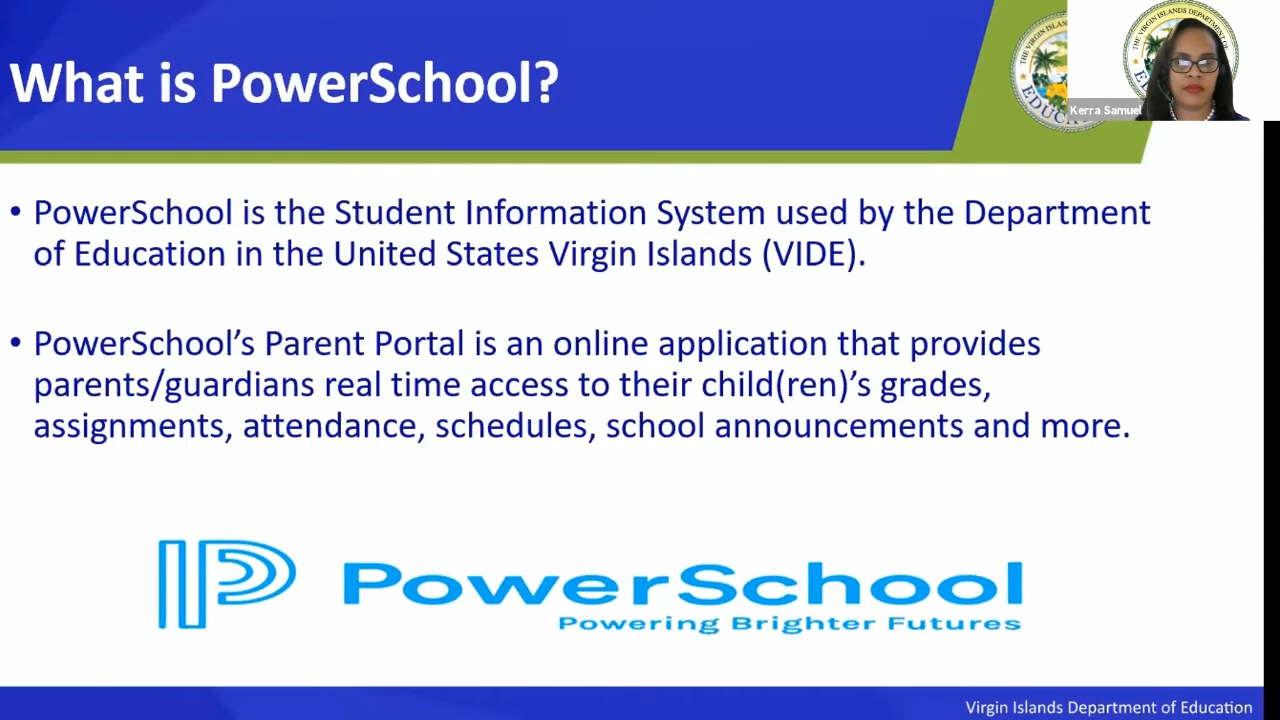 What is PowerSchool?
Kerra Samuel
• PowerSchool is the Student Information System used by the Department
of Education in the United States Virgin Islands (VIDE).
• PowerSchool’s Parent Portal is an online application that provides
parents/guardians real time access to their child(ren)’s grades,
assignments, attendance, schedules, school announcements and more.
PowerSchool
Powering Brighter Futures
Virgin Islands Department of Education